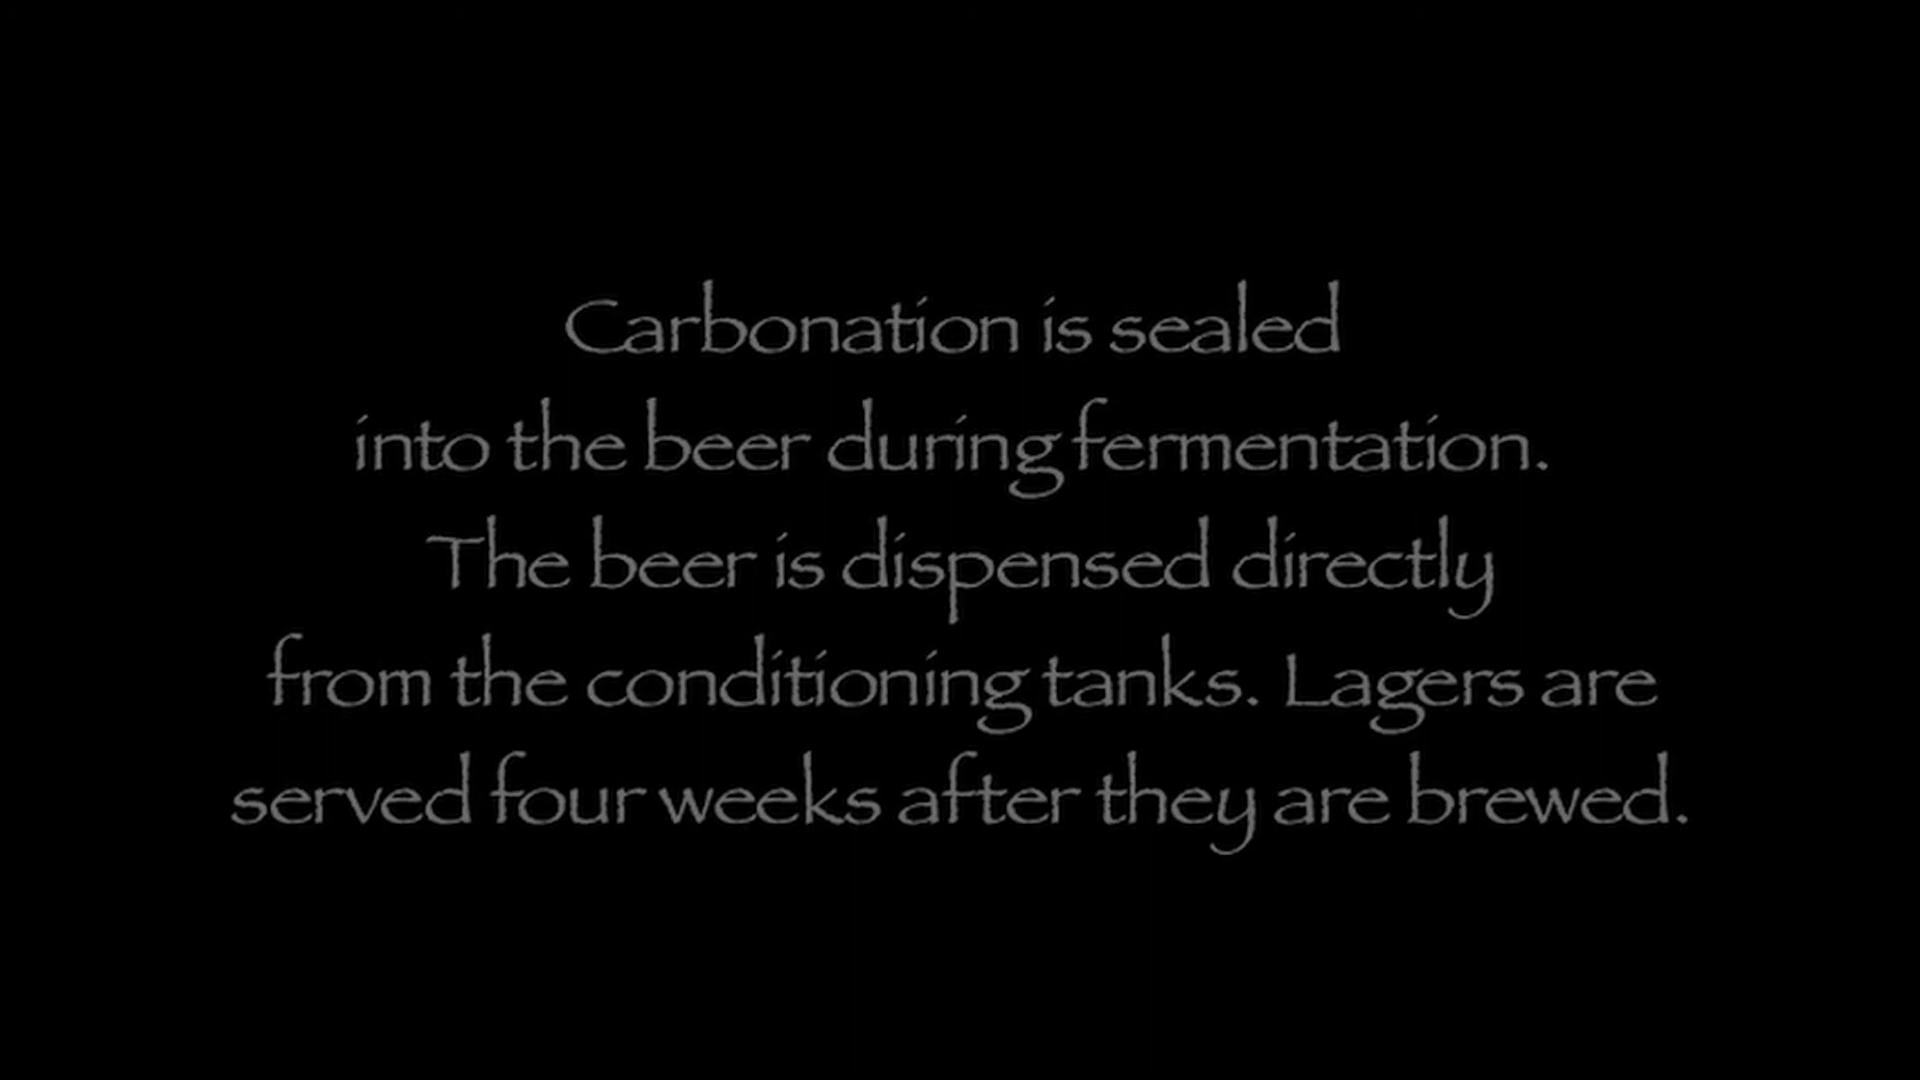 Carbonation is sealed
into the beer during fermentation.
The beer is dispensed directly
from the conditioning tanks. Lagers are
served four weeks after they are brewed.